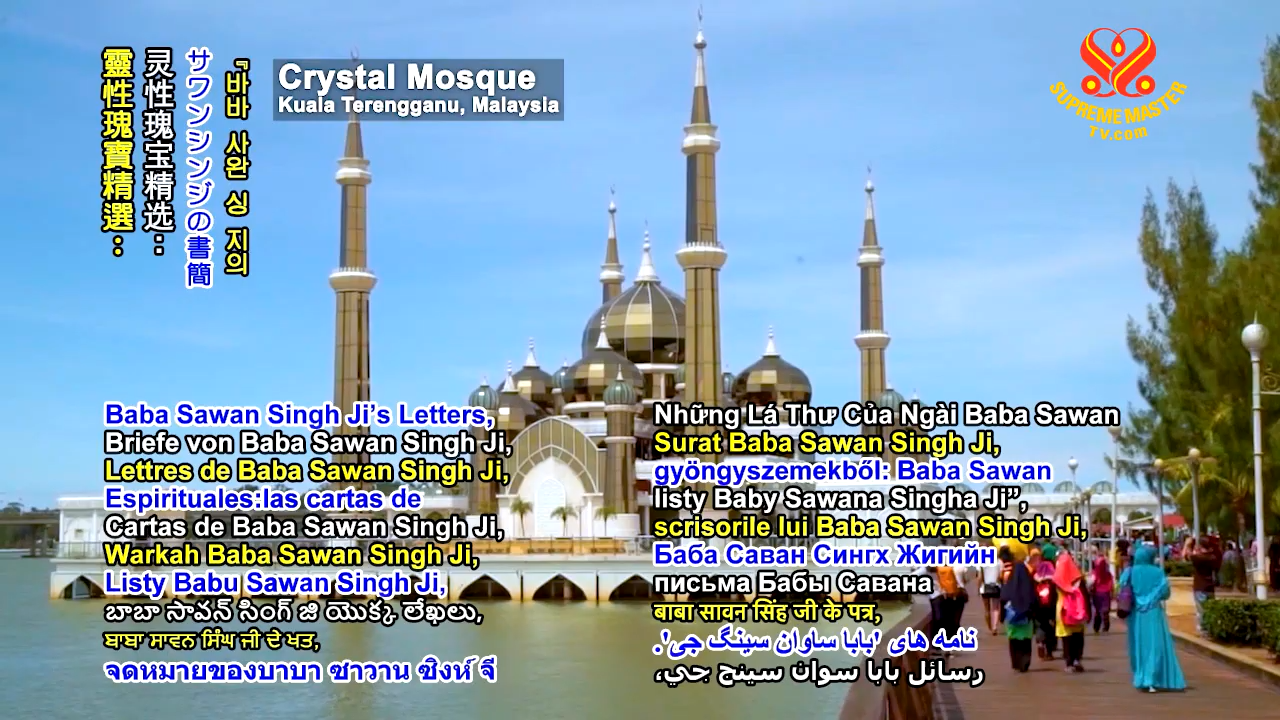 靈性瑰寶精選：
灵性瑰宝精选：
サワンシンジの書簡
『바바 사완 싱 지의
Crystal Mosque
Kuala Terengganu, Malaysia
SUPREME MASTER
TV.com
Baba Sawan Singh Ji’s Letters,
Briefe von Baba Sawan Singh Ji,
Lettres de Baba Sawan Singh Ji,
Espirituales:las cartas de
Cartas de Baba Sawan Singh Ji,
Warkah Baba Sawan Singh Ji,
Listy Babu Sawan Singh Ji,
బాబా సావన్ సింగ్ జి యొక్క లేఖలు,
ਬਾਬਾ ਸਾਵਨ ਸਿੰਘ ਜੀ ਦੇ ਖਤ,
จดหมายของบาบา ซาวาน ซิงห์ จี
Những Lá Thư Của Ngài Baba Sawan
Surat Baba Sawan Singh Ji,
gyöngyszemekből: Baba Sawan
listy Baby Sawana Singha Ji”,
scrisorile lui Baba Sawan Singh Ji,
Баба Саван Сингх Жигийн
письма Бабы Савана
बाबा सावन सिंह जी के पत्र,
نامه های 'بابا ساوان سینگ جی'.
رسائل بابا سوان سينج جي،